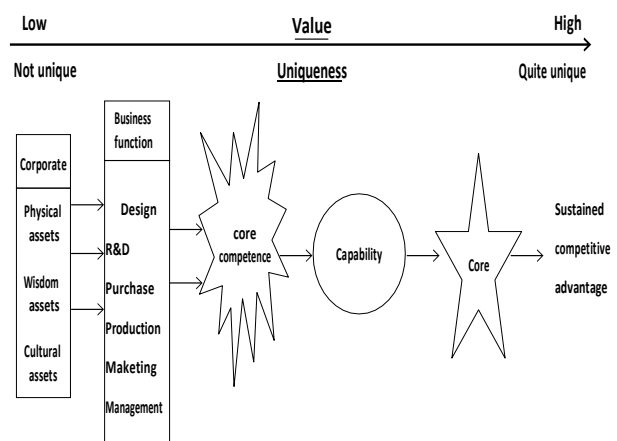 Low Value High
Not unique Uniqueness Quite unique
Corporate
Physical
assets
Wisdom
assets
Cultural
assets
Business
function
Design
R&D
Purchase
Production
Maketing
Management
core
competence
Capability
Core
Sustained
competitive
advantage